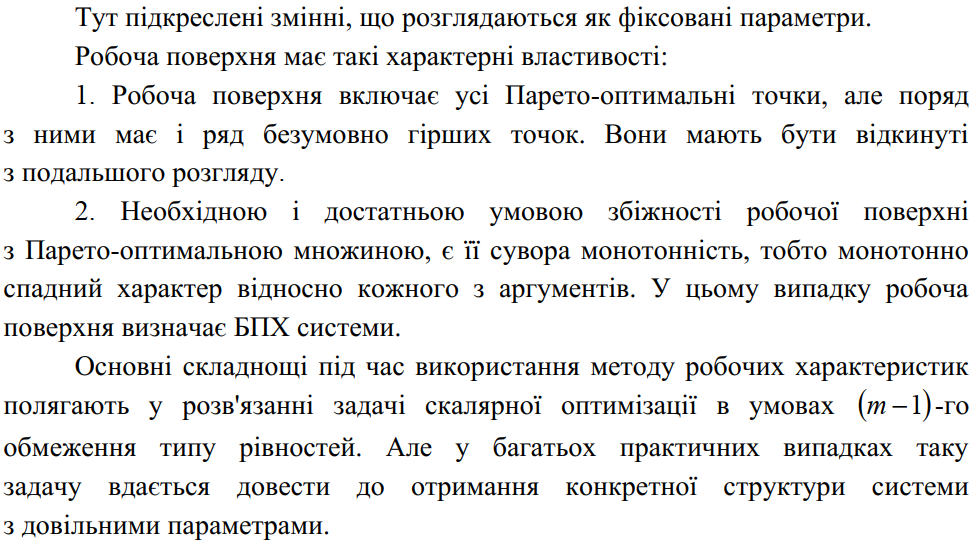 Тут підкреслені змінні, що розглядаються як фіксовані параметри.
Робоча поверхня має такі характерні властивості:
1. Робоча поверхня включає усі Парето-оптимальні точки, але поряд
з ними має і ряд безумовно гірших точок. Вони мають бути відкинуті
з подальшого розгляду.
2. Необхідною і достатньою умовою збіжності робочої поверхні
з Парето-оптимальною множиною, є її сувора монотонність, тобто монотонно
спадний характер відносно кожного з аргументів. У цьому випадку робоча
поверхня визначає БПХ системи.
Основні складнощі під час використання методу робочих характеристик
полягають у розв'язанні задачі скалярної оптимізації в умовах (m − 1)-го
обмеження типу рівностей. Але у багатьох практичних випадках таку
задачу вдається довести до отримання конкретної структури системи
з довільними параметрами.